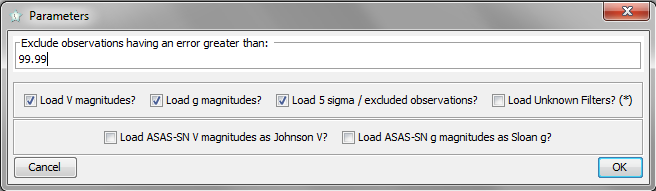 Parameters
Exclude observations having an error greater than:
99.99
Load V magnitudes? Load g magnitudes? Load 5 sigma / excluded observations? Load Unknown Filters? (*)
Load ASAS-SN V magnitudes as Johnson V? Load ASAS-SN g magnitudes as Sloan g?
Cancel OK